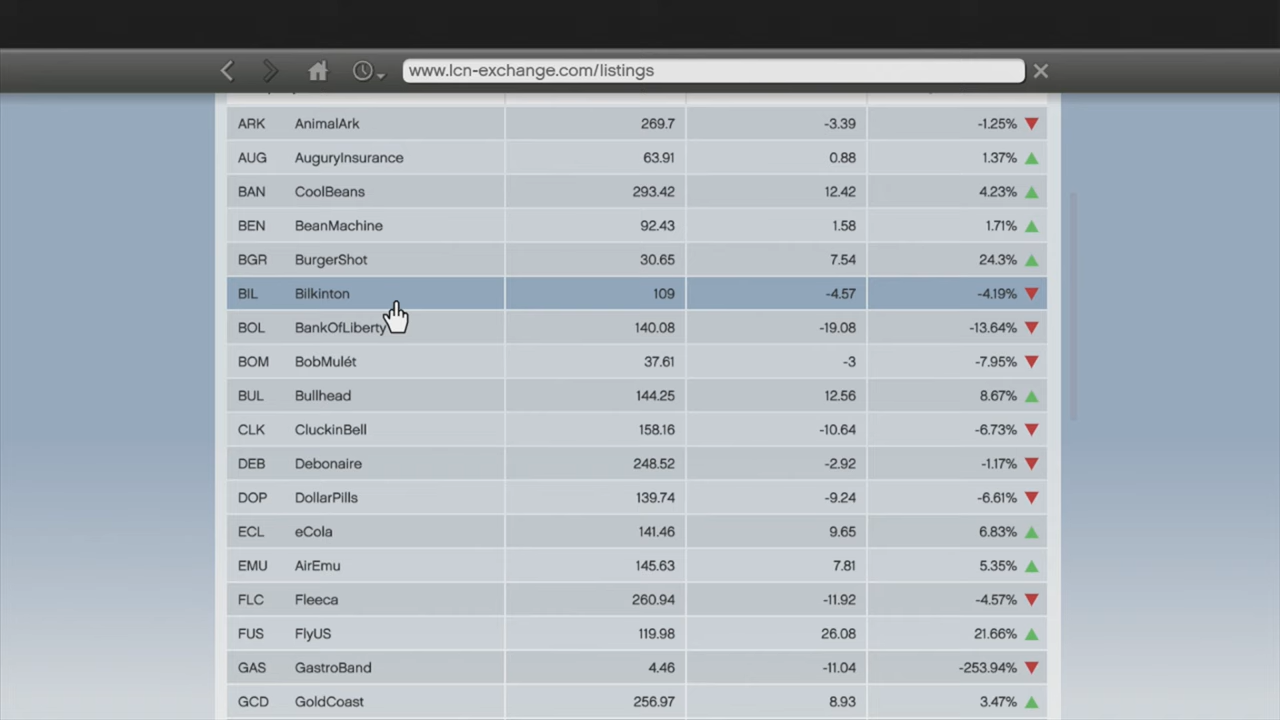 www.lcn-exchange.com/listings
ARK AnimalArk 269.7 -3.39 -1.25%
AUG AuguryInsurance 63.91 0.88 1.37%
BAN CoolBeans 293.42 12.42 4.23%
BEN BeanMachine 92.43 1.58 1.71%
BGR BurgerShot 30.65 7.54 24.3%
BIL Bilkinton 109 -4.57 -4.19%
BOL BankOfLiberty 140.08 -19.08 -13.64%
BOM BobMulét 37.61 -3 -7.95%
BUL Bullhead 144.25 12.56 8.67%
CLK CluckinBell 158.16 -10.64 -6.73%
DEB Debonaire 248.52 -2.92 -1.17%
DOP DollarPills 139.74 -9.24 -6.61%
ECL eCola 141.46 9.65 6.83%
EMU AirEmu 145.63 7.81 5.35%
FLC Fleeca 260.94 -11.92 -4.57%
FUS FlyUS 119.98 26.08 21.66%
GAS GastroBand 4.46 -11.04 -253.94%
GCD GoldCoast 256.97 8.93 3.47%